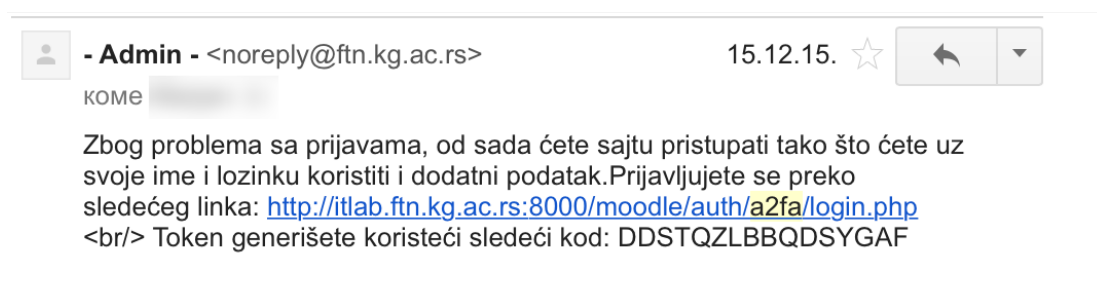 - Admin - <noreply@ftn.kg.ac.rs> 15.12.15.
коме
Zbog problema sa prijavama, od sada ćete sajtu pristupati tako što ćete uz
svoje ime i lozinku koristiti i dodatni podatak.Prijavljujete se preko
sledećeg linka: http://itlab.ftn.kg.ac.rs:8000/moodle/auth/a2fa/login.php
<br/> Token generišete koristeći sledeći kod: DDSTQZLBBQDSYGAF